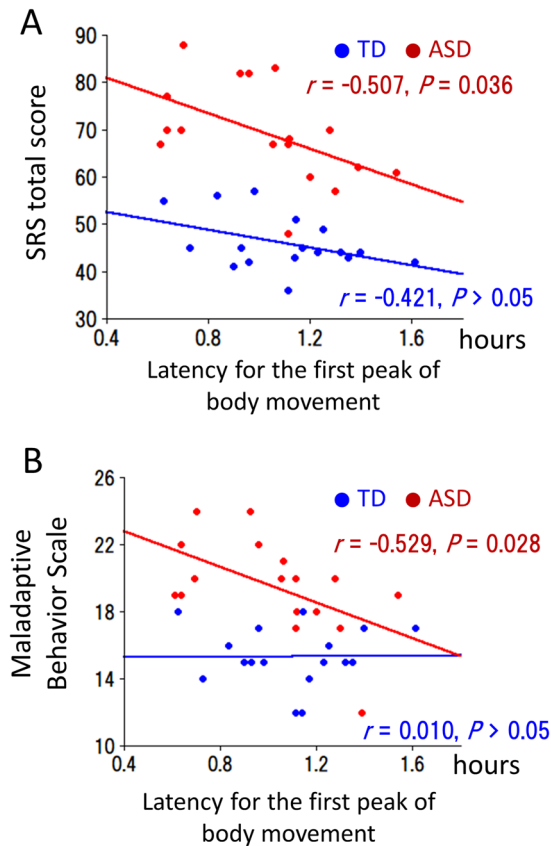 A
90
80
70
60
50
40
30
SRS total score
TD ASD
r = -0.507, P = 0.036
r = -0.421, P > 0.05
0.4 0.8 1.2 1.6 hours
Latency for the first peak of
body movement
B
26
22
18
14
10
Maladaptive
Behavior Scale
TD ASD
r = -0.529, P = 0.028
r = 0.010, P > 0.05
0.4 0.8 1.2 1.6 hours
Latency for the first peak of
body movement